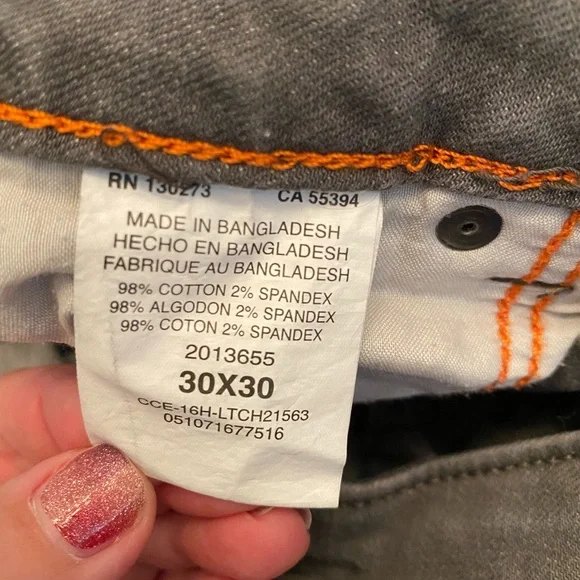 RN 130273 CA 55394
MADE IN BANGLADESH
HECHO EN BANGLADESH
FABRIQUE AU BANGLADESH
98% COTTON 2% SPANDEX
98% ALGODON 2% SPANDEX
98% COTON 2% SPANDEX
2013655
30X30
CCE-16H-LTCH21563
051071677516